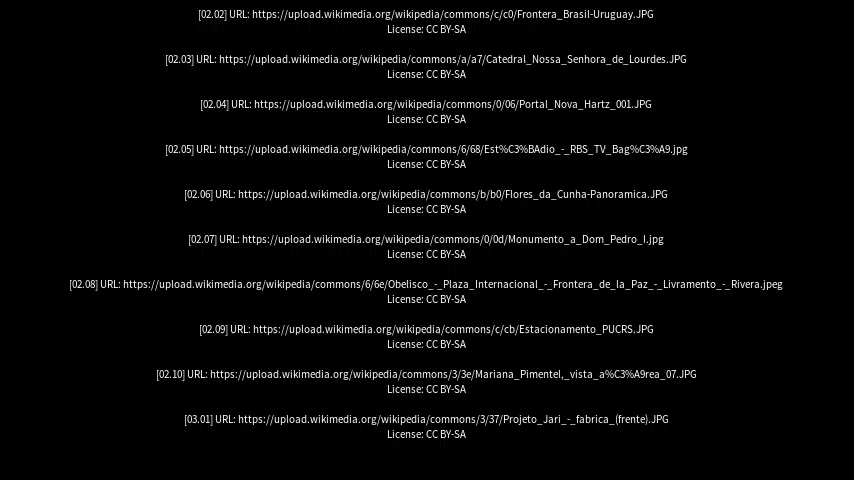 [02.02] URL: https://upload.wikimedia.org/wikipedia/commons/c/c0/Frontera_Brasil-Uruguay.JPG
License: CC BY-SA
[02.03] URL: https://upload.wikimedia.org/wikipedia/commons/a/a7/Catedral_Nossa_Senhora_de_Lourdes.JPG
License: CC BY-SA
[02.04] URL: https://upload.wikimedia.org/wikipedia/commons/0/06/Portal_Nova_Hartz_001.JPG
License: CC BY-SA
[02.05] URL: https://upload.wikimedia.org/wikipedia/commons/6/68/Est%C3%BAdio_-_RBS_TV_Bag%C3%A9.jpg
License: CC BY-SA
[02.06] URL: https://upload.wikimedia.org/wikipedia/commons/b/b0/Flores_da_Cunha-Panoramica.JPG
License: CC BY-SA
[02.07] URL: https://upload.wikimedia.org/wikipedia/commons/0/0d/Monumento_a_Dom_Pedro_I.jpg
License: CC BY-SA
[02.08] URL: https://upload.wikimedia.org/wikipedia/commons/6/6e/Obelisco_-_Plaza_Internacional_-_Frontera_de_la_Paz_-_Livramento_-_Rivera.jpeg
License: CC BY-SA
[02.09] URL: https://upload.wikimedia.org/wikipedia/commons/c/cb/Estacionamento_PUCRS.JPG
License: CC BY-SA
[02.10] URL: https://upload.wikimedia.org/wikipedia/commons/3/3e/Mariana_Pimentel,_vista_a%C3%A9rea_07.JPG
License: CC BY-SA
[03.01] URL: https://upload.wikimedia.org/wikipedia/commons/3/37/Projeto_Jari_-_fabrica_(frente).JPG
License: CC BY-SA